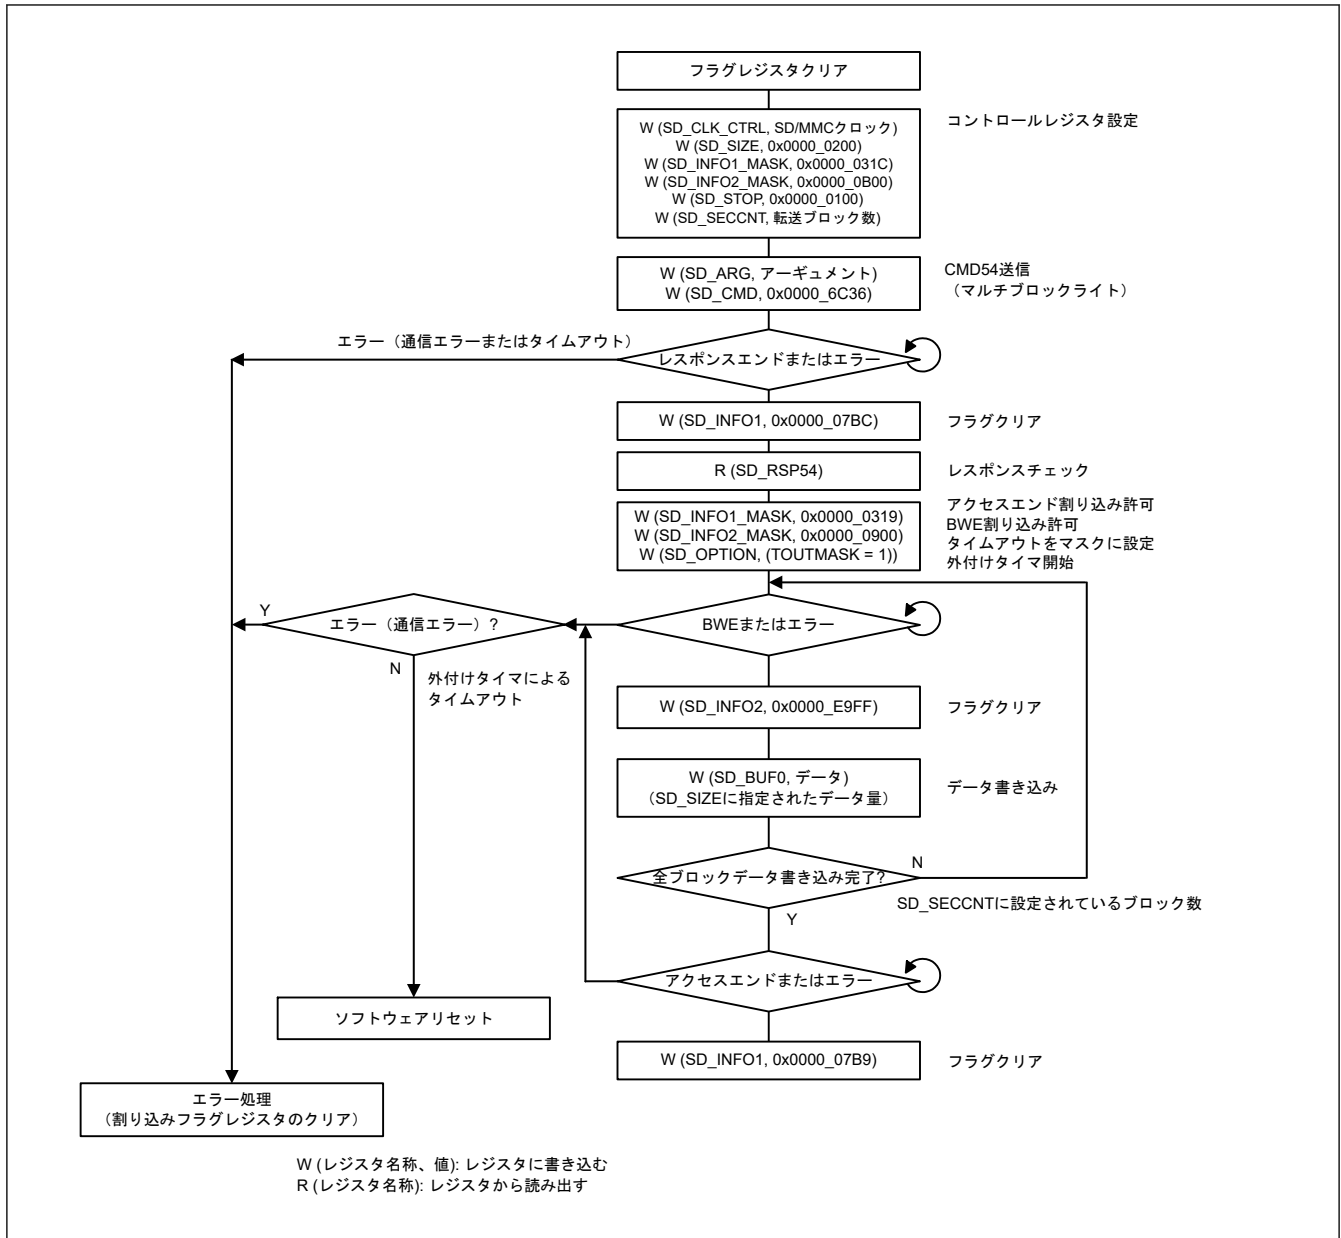 フラグレジスタクリア
W (SD_CLK_CTRL, SD/MMCクロック)
W (SD_SIZE, 0x0000_0200)
W (SD_INFO1_MASK, 0x0000_031C)
W (SD_INFO2_MASK, 0x0000_0B00)
W (SD_STOP, 0x0000_0100)
W (SD_SECCNT, 転送ブロック数)
コントロールレジスタ設定
W (SD_ARG, アーギュメント)
W (SD_CMD, 0x0000_6C36)
CMD54送信
（マルチブロックライト）
エラー（通信エラーまたはタイムアウト）
レスポンスエンドまたはエラー
W (SD_INFO1, 0x0000_07BC)
フラグクリア
R (SD_RSP54)
レスポンスチェック
W (SD_INFO1_MASK, 0x0000_0319)
W (SD_INFO2_MASK, 0x0000_0900)
W (SD_OPTION, (TOUTMASK = 1))
アクセスエンド割り込み許可
BWE割り込み許可
タイムアウトをマスクに設定
外付けタイマ開始
Y
エラー（通信エラー）?
BWEまたはエラー
N
外付けタイマによる
タイムアウト
W (SD_INFO2, 0x0000_E9FF)
フラグクリア
W (SD_BUF0, データ)
（SD_SIZEに指定されたデータ量）
データ書き込み
全ブロックデータ書き込み完了?
N
SD_SECCNTに設定されているブロック数
Y
アクセスエンドまたはエラー
ソフトウェアリセット
W (SD_INFO1, 0x0000_07B9)
フラグクリア
エラー処理
（割り込みフラグレジスタのクリア）
W (レジスタ名称、値): レジスタに書き込む
R (レジスタ名称): レジスタから読み出す